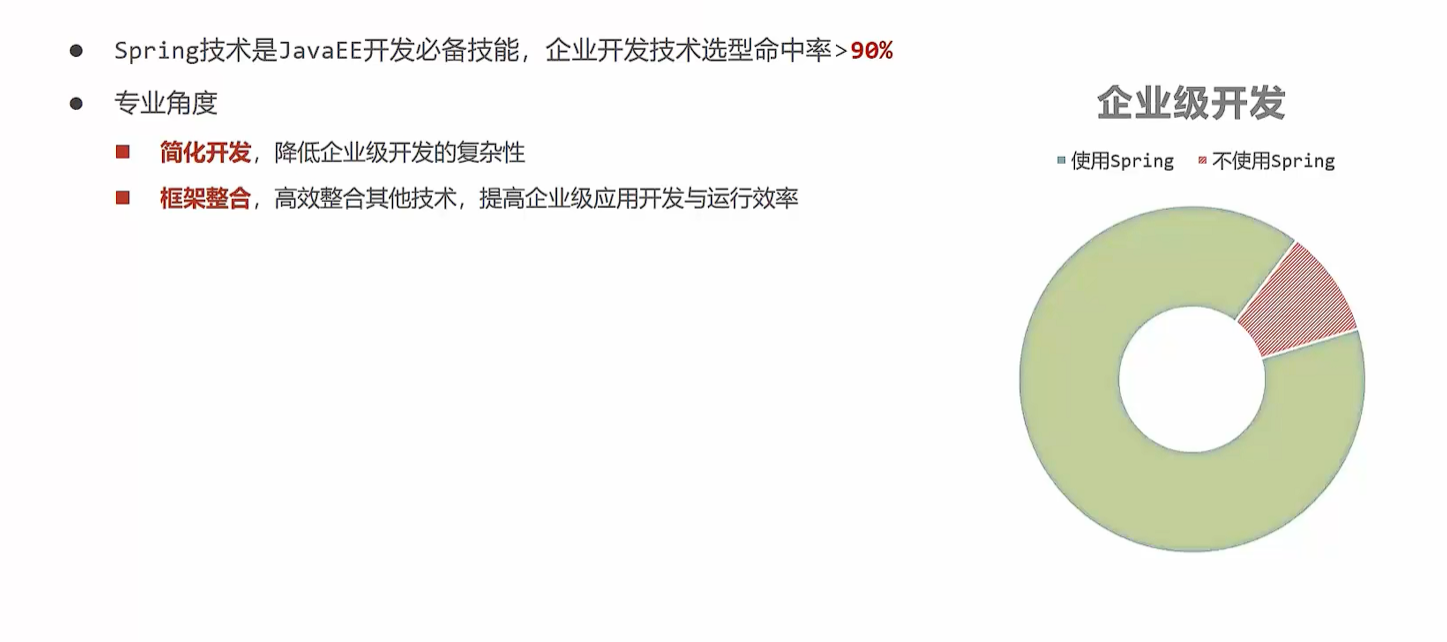 Spring技术是JavaEE开发必备技能，企业开发技术选型命中率>90%
专业角度
简化开发，降低企业级开发的复杂性
框架整合，高效整合其他技术，提高企业级应用开发与运行效率
企业级开发
使用Spring 不使用Spring